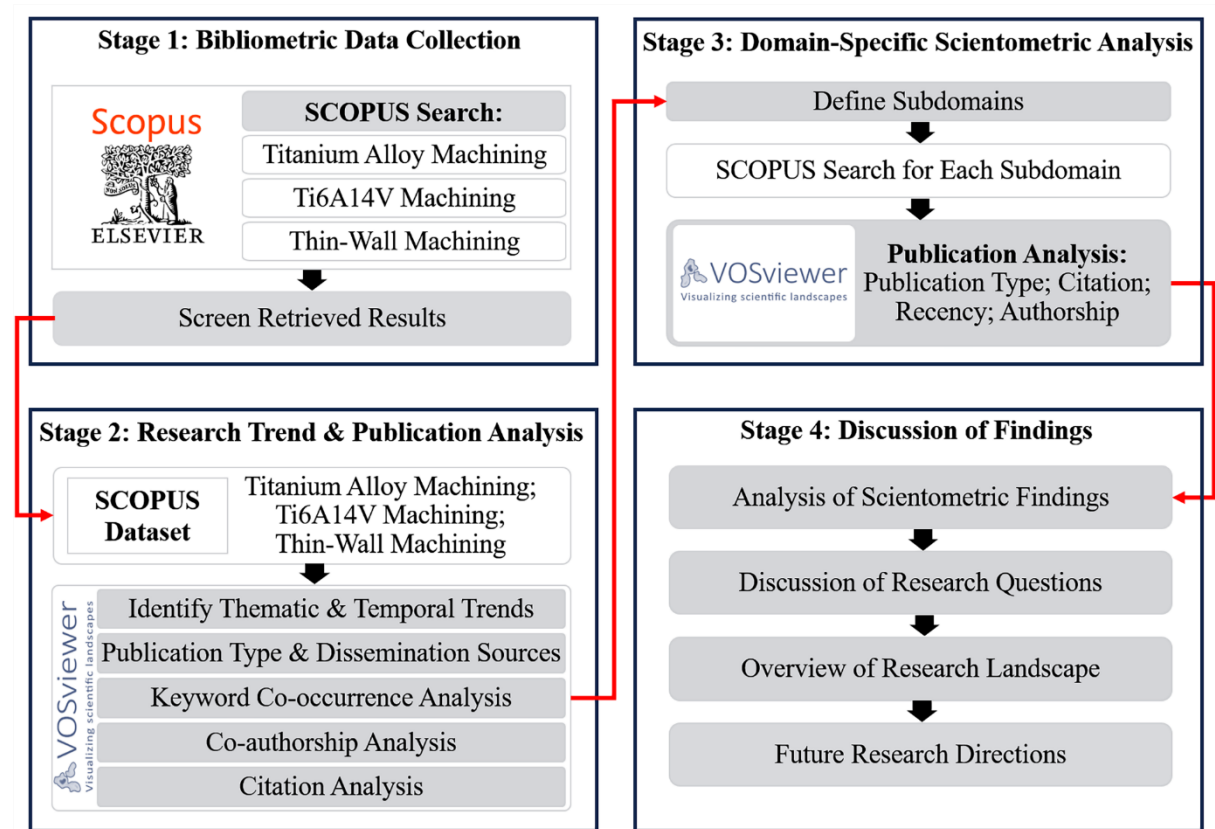 Stage 1: Bibliometric Data Collection
Scopus
ELSEVIER
SCOPUS Search:
Titanium Alloy Machining
Ti6A14V Machining
Thin-Wall Machining
Screen Retrieved Results
Stage 2: Research Trend & Publication Analysis
SCOPUS
Dataset
Titanium Alloy Machining;
Ti6A14V Machining;
Thin-Wall Machining
VOSviewer
Visualizing scientific landscapes
Identify Thematic & Temporal Trends
Publication Type & Dissemination Sources
Keyword Co-occurrence Analysis
Co-authorship Analysis
Citation Analysis
Stage 3: Domain-Specific Scientometric Analysis
Define Subdomains
SCOPUS Search for Each Subdomain
VOSviewer
Visualizing scientific landscapes
Publication Analysis:
Publication Type; Citation;
Recency; Authorship
Stage 4: Discussion of Findings
Analysis of Scientometric Findings
Discussion of Research Questions
Overview of Research Landscape
Future Research Directions